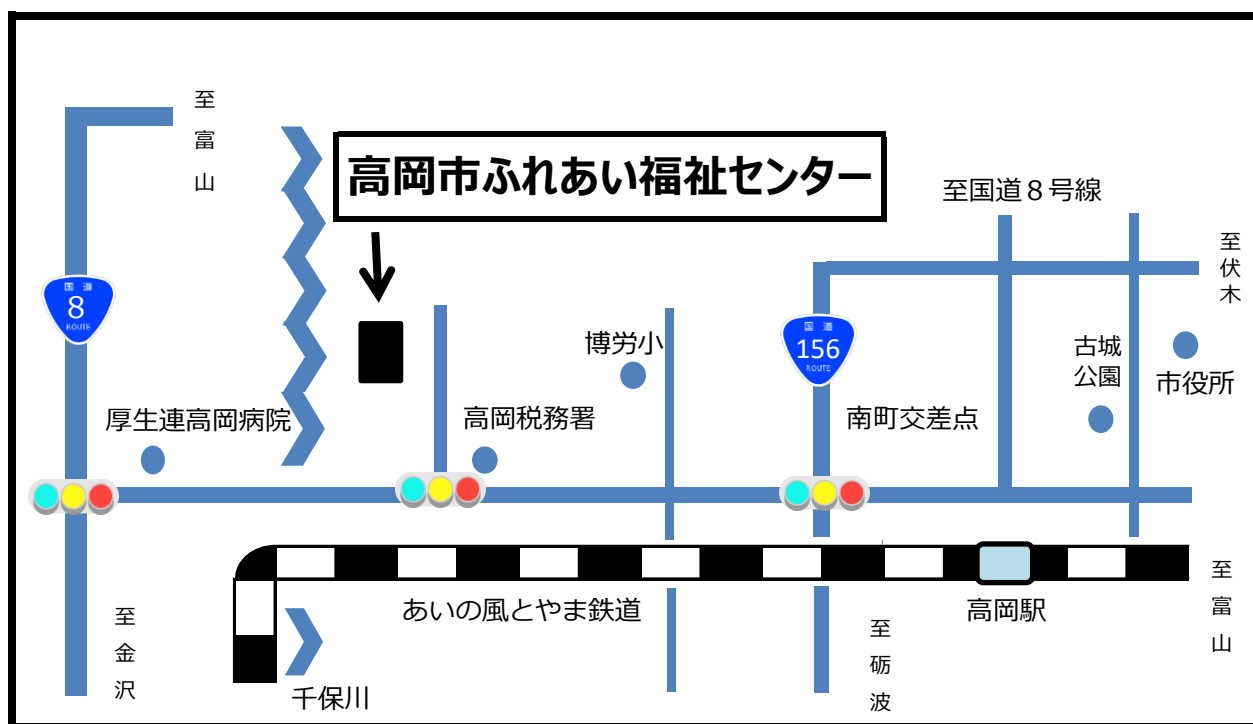 至富山
高岡市ふれあい福祉センター
至国道８号線
至伏木
国道
8
ROUTE
国道
156
ROUTE
博労小
古城
公園
市役所
厚生連高岡病院
高岡税務署
南町交差点
あいの風とやま鉄道
高岡駅
至富山
至金沢
千保川
至砺波